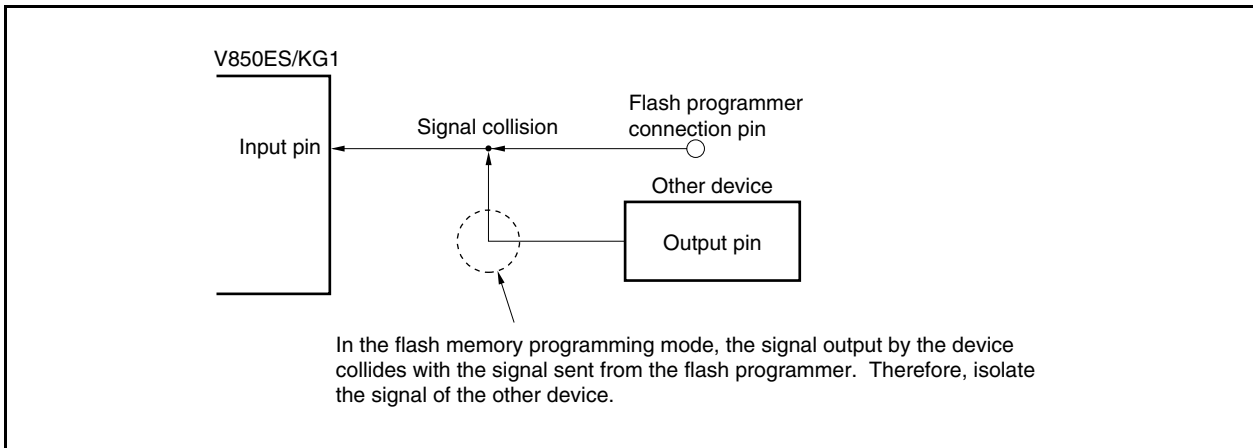 V850ES/KG1
Flash programmer
connection pin
Signal collision
Input pin
Other device
Output pin
In the flash memory programming mode, the signal output by the device
collides with the signal sent from the flash programmer.  Therefore, isolate
the signal of the other device.